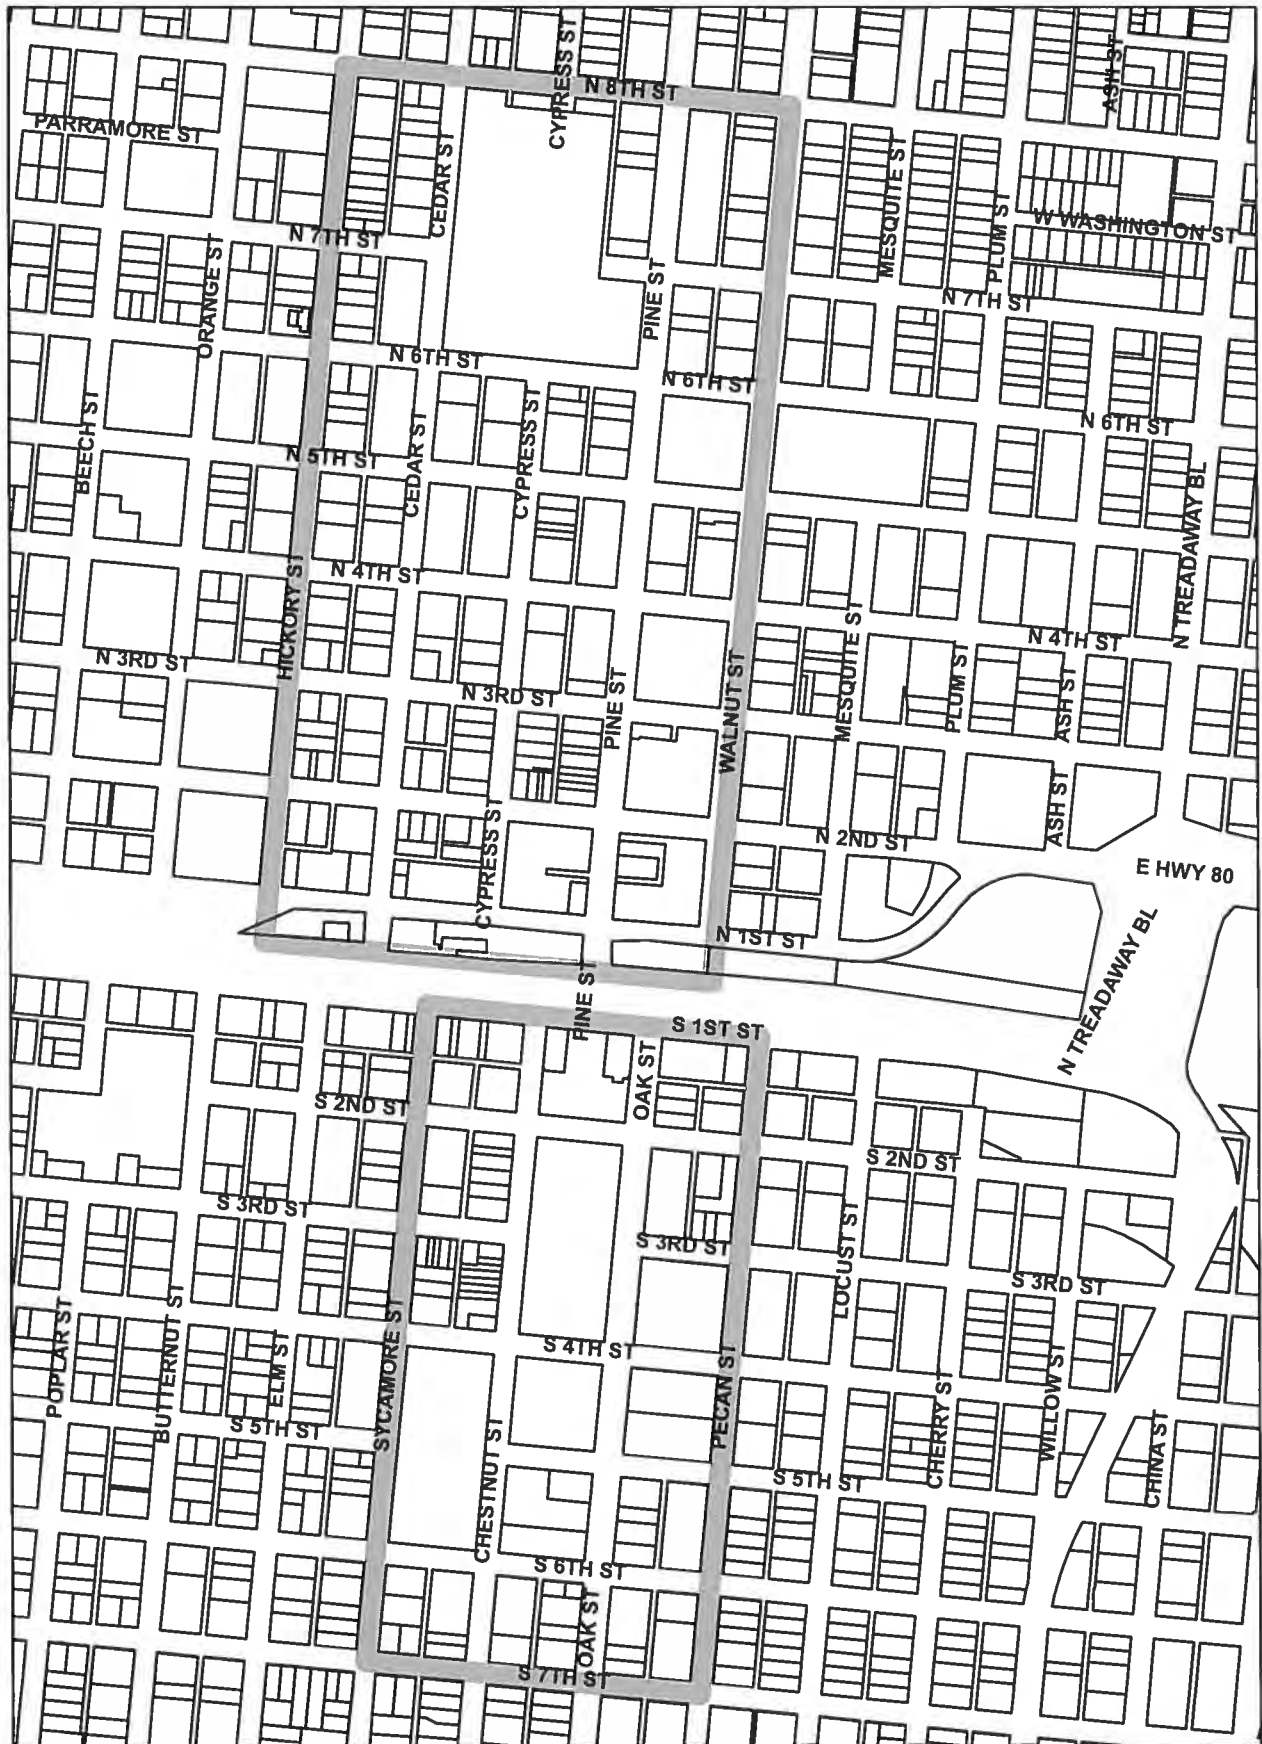 CYPRESS ST
ASH ST
N 8TH ST
PARRAMORE ST
CEDAR ST
MESQUITE ST
PLUM ST
W WASHINGTON ST
N 7TH ST
ORANGE ST
PINE ST
N 7TH ST
N 6TH ST
N 6TH ST
BEECH ST
CEDAR ST
CYPRESS ST
N 6TH ST
N 5TH ST
N TREADAWAY BL
HICKORY ST
N 4TH ST
MESQUITE ST
N 4TH ST
N 3RD ST
N 3RD ST
PINE ST
WALNUT ST
PLUM ST
ASH ST
CYPRESS ST
ASH ST
N 2ND ST
E HWY 80
N 1ST ST
N TREADAWAY BL
PINE ST
S 1ST ST
OAK ST
S 2ND ST
S 2ND ST
S 3RD ST
S 3RD ST
LOCUST ST
S 3RD ST
POPLAR ST
BUTTERNUT ST
ELM ST
SYCAMORE ST
S 4TH ST
PECAN ST
CHERRY ST
WILLOW ST
CHINA ST
S 5TH ST
CHESTNUT ST
S 5TH ST
S 6TH ST
OAK ST
S 7TH ST